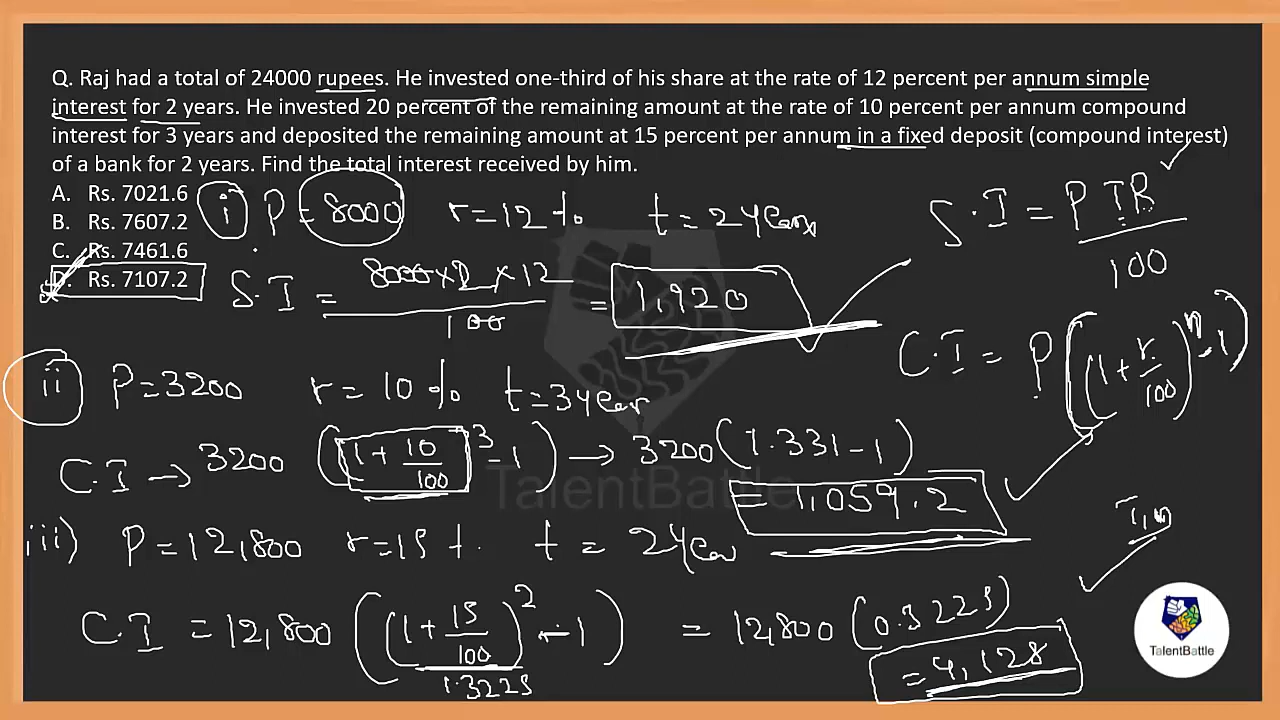 Q. Raj had a total of 24000 rupees. He invested one-third of his share at the rate of 12 percent per annum simple
interest for 2 years. He invested 20 percent of the remaining amount at the rate of 10 percent per annum compound
interest for 3 years and deposited the remaining amount at 15 percent per annum in a fixed deposit (compound interest)
of a bank for 2 years. Find the total interest received by him.
A. Rs. 7021.6
B. Rs. 7607.2
C. Rs. 7461.6
D. Rs. 7107.2
i P = 8000 r = 12 % t = 2 years
S.I = PTR / 100
S.I = 8000 × 2 × 12 / 100 = 1,920
C.I = P ((1 + r/100)^n - 1)
ii P = 3200 r = 10 % t = 3 year
C.I → 3200 ((1 + 10/100)^3 - 1) → 3200 (1.331 - 1)
= 1,059.2
TalentBattle
iii) P = 12,800 r = 15 t = 2 year
C.I = 12,800 ((1 + 15/100)^2 - 1) = 12,800 (0.3225)
1.3225
= 4,128
TalentBattle